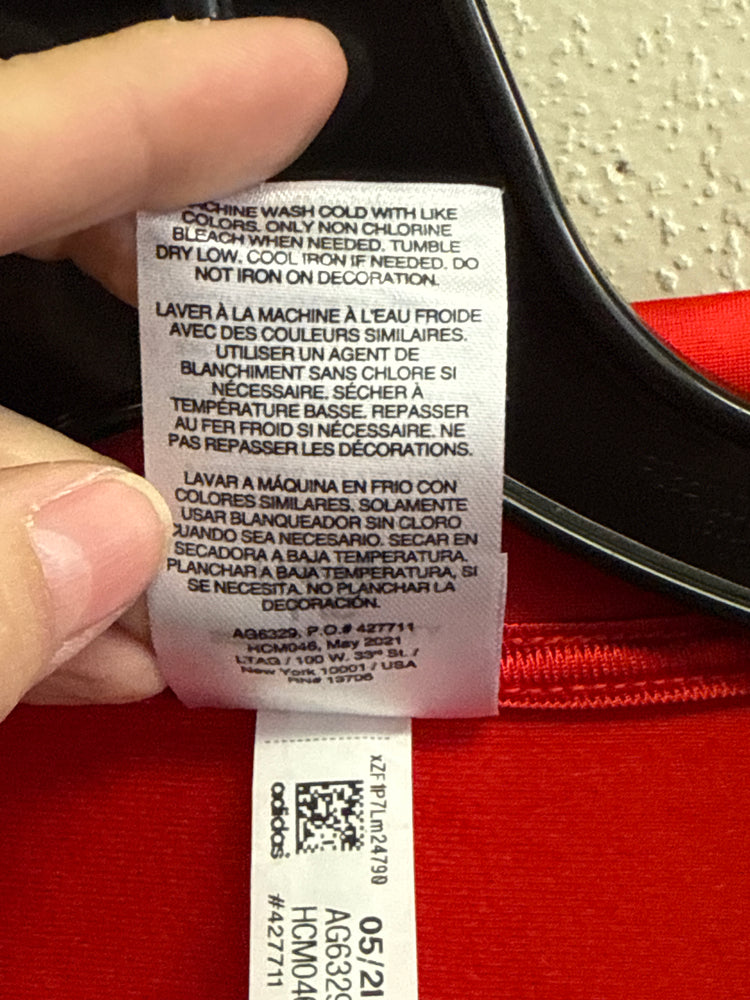 MACHINE WASH COLD WITH LIKE
COLORS. ONLY NON CHLORINE
BLEACH WHEN NEEDED. TUMBLE
DRY LOW. COOL IRON IF NEEDED. DO
NOT IRON ON DECORATION.
LAVER À LA MACHINE À L'EAU FROIDE
AVEC DES COULEURS SIMILAIRES.
UTILISER UN AGENT DE
BLANCHIMENT SANS CHLORE SI
NÉCESSAIRE. SÉCHER À
TEMPÉRATURE BASSE. REPASSER
AU FER FROID SI NÉCESSAIRE. NE
PAS REPASSER LES DÉCORATIONS.
LAVAR A MÁQUINA EN FRIO CON
COLORES SIMILARES. SOLAMENTE
USAR BLANQUEADOR SIN CLORO
CUANDO SEA NECESARIO. SECAR EN
SECADORA A BAJA TEMPERATURA.
PLANCHAR A BAJA TEMPERATURA, SI
SE NECESITA. NO PLANCHAR LA
DECORACIÓN.
AG6329, P.O.# 427711
HCM046, May 2021
LTAG / 100 W. 33rd St. /
New York 10001 / USA
RN# 13706
xZF1P7Lm24790
adidas
05/21
AG6329
HCM046
#427711